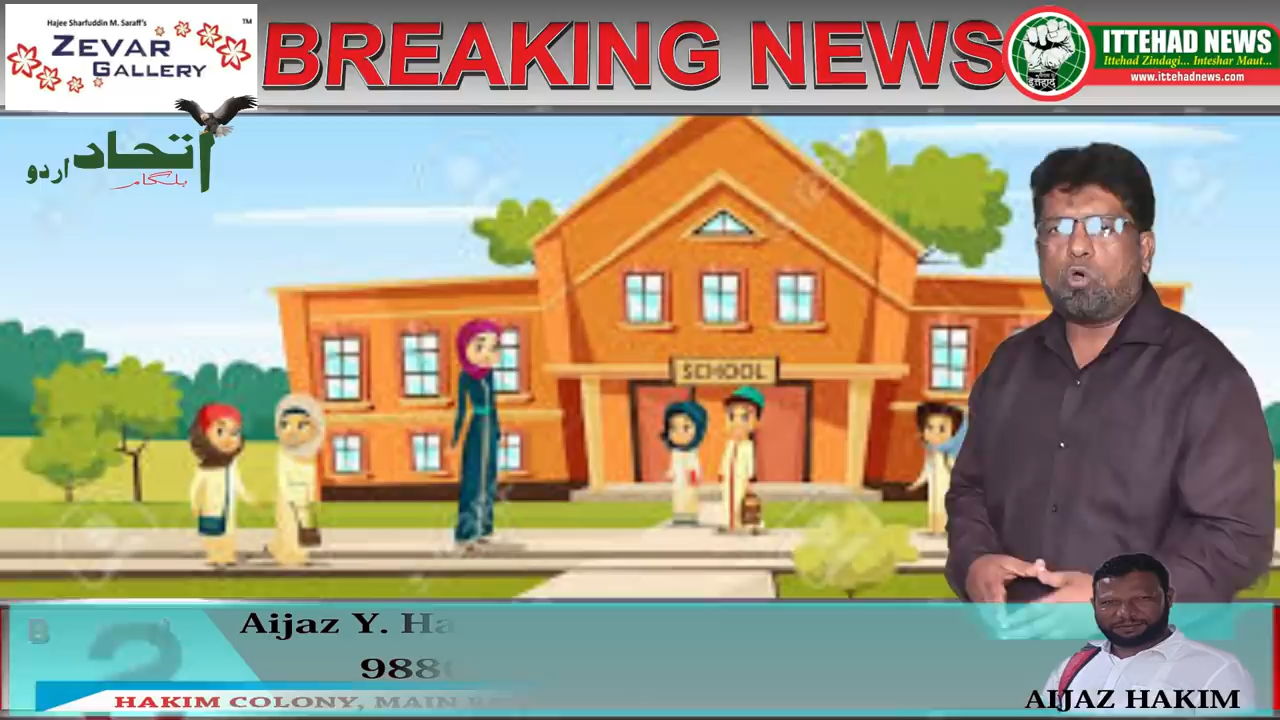 Hajee Sharfuddin M. Saraff's
ZEVAR
GALLERY
TM
BREAKING NEWS
ITTEHAD NEWS
Ittehad Zindagi... Inteshar Maut...
www.ittehadnews.com
اتحاد اردو
بلگام
SCHOOL
Aijaz Y. Ha
988
HAKIM COLONY, MAIN
AIJAZ HAKIM